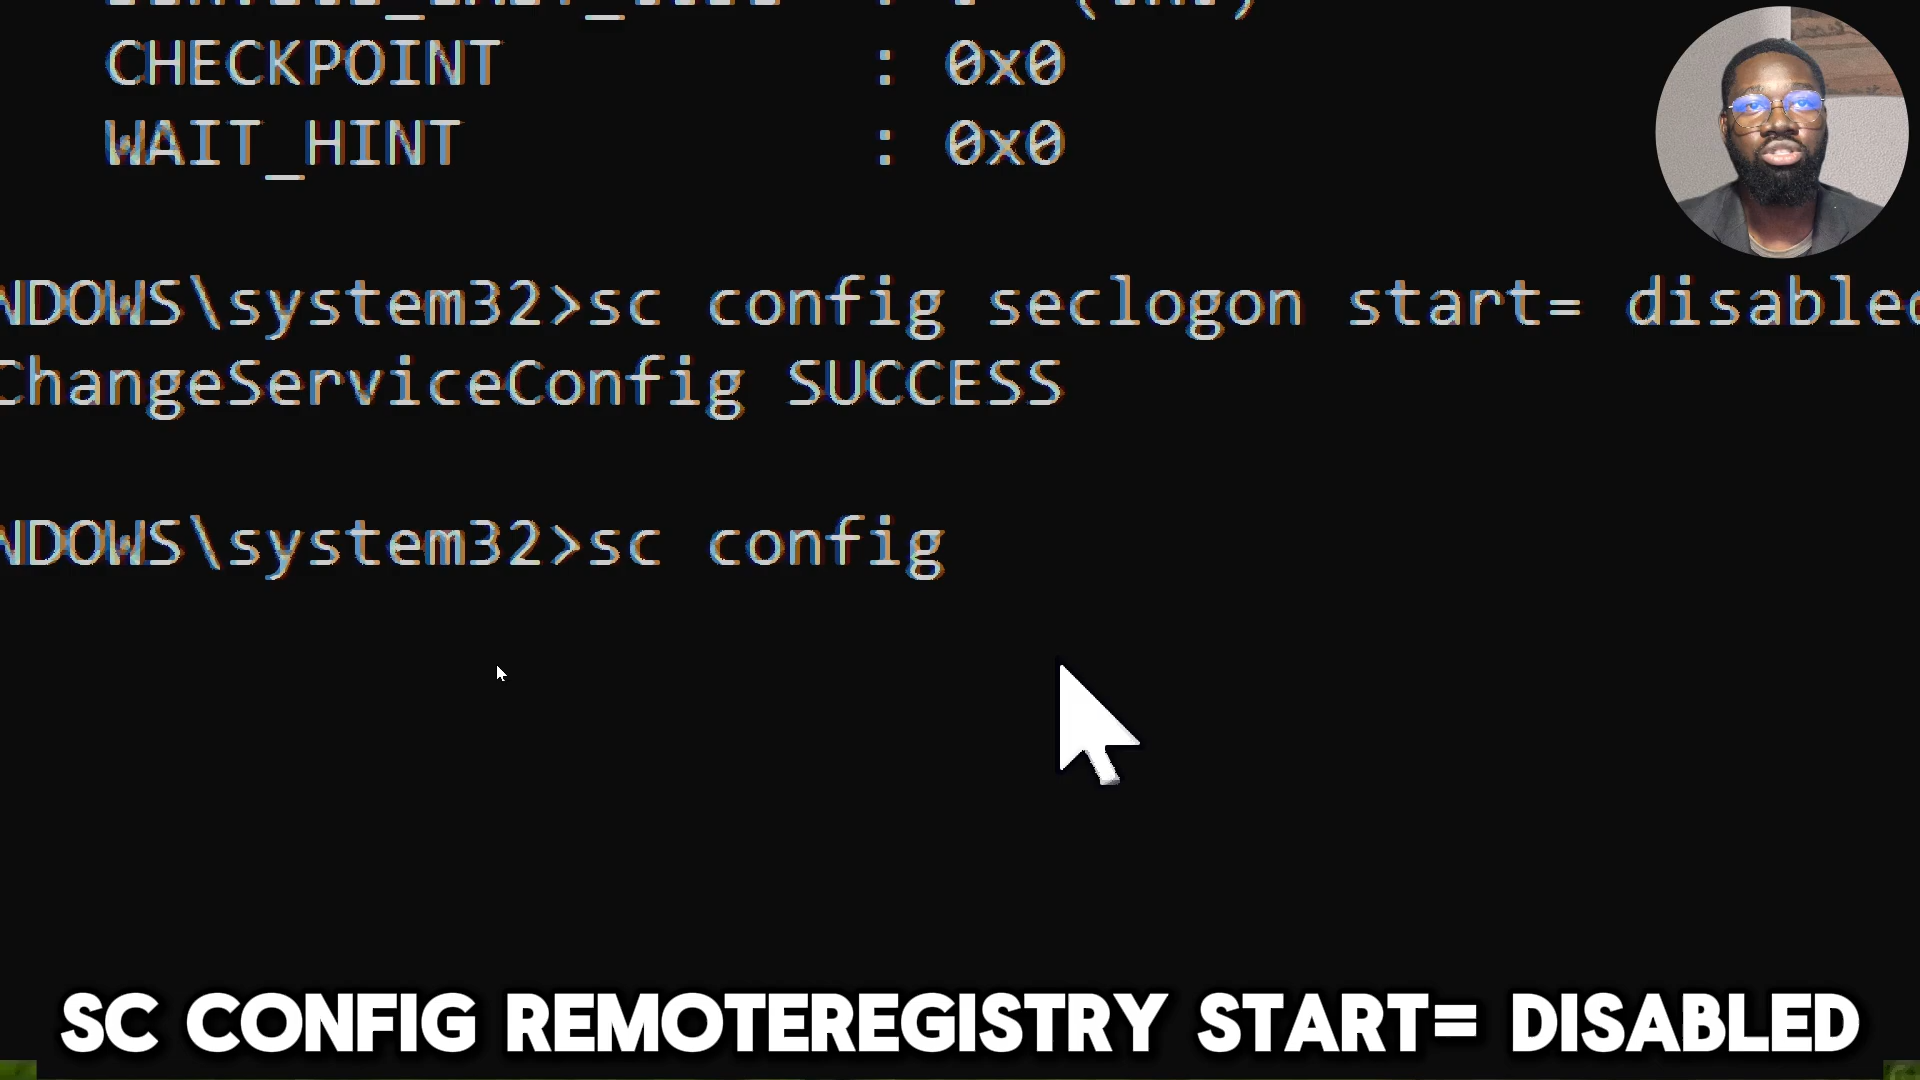 CHECKPOINT : 0x0
WAIT_HINT : 0x0
NDOWS\system32>sc config seclogon start= disabled
ChangeServiceConfig SUCCESS
NDOWS\system32>sc config
SC CONFIG REMOTEREGISTRY START= DISABLED